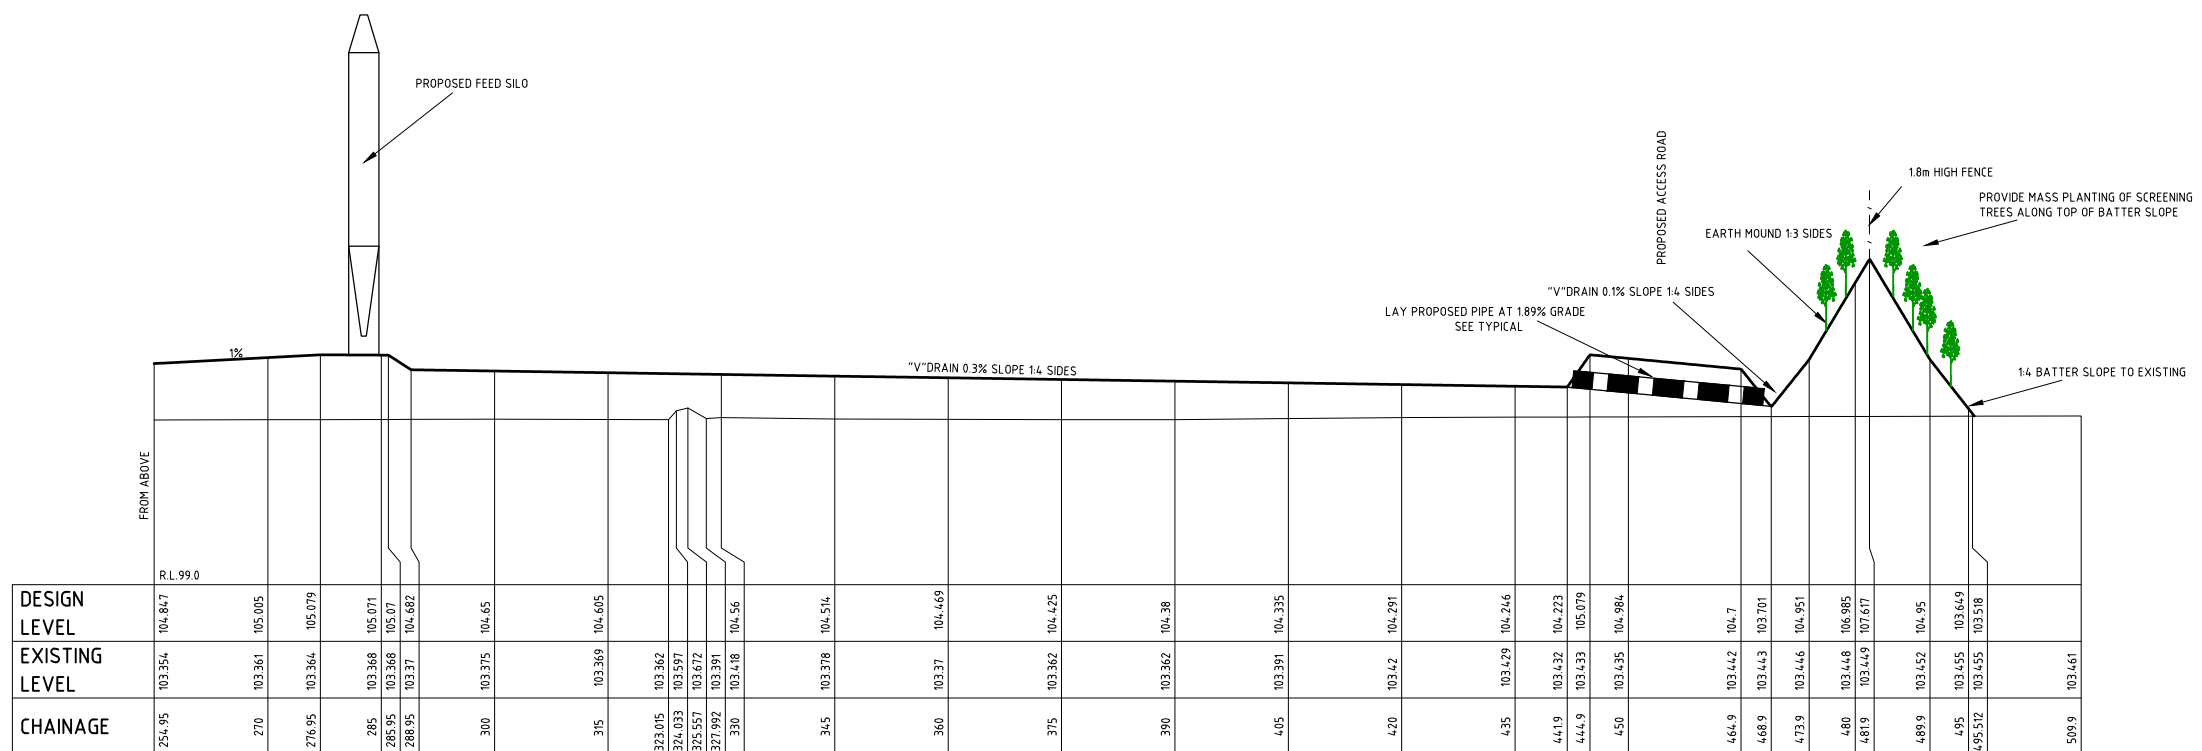 PROPOSED FEED SILO
PROPOSED ACCESS ROAD
1.8m HIGH FENCE
PROVIDE MASS PLANTING OF SCREENING
TREES ALONG TOP OF BATTER SLOPE
EARTH MOUND 1:3 SIDES
"V"DRAIN 0.1% SLOPE 1:4 SIDES
LAY PROPOSED PIPE AT 1.89% GRADE
SEE TYPICAL
1%
"V"DRAIN 0.3% SLOPE 1:4 SIDES
1:4 BATTER SLOPE TO EXISTING
FROM ABOVE
R.L.99.0
DESIGN
LEVEL
104.847 105.005 105.079 105.071 105.07 104.682 104.65 104.605 104.56 104.514 104.469 104.425 104.38 104.335 104.291 104.246 104.223 105.079 104.984 104.7 103.701 104.951 106.985 107.617 104.95 103.649 103.518
EXISTING
LEVEL
103.354 103.361 103.364 103.368 103.368 103.37 103.375 103.369 103.362 103.597 103.672 103.391 103.418 103.378 103.37 103.362 103.362 103.391 103.42 103.429 103.432 103.433 103.435 103.442 103.443 103.446 103.448 103.449 103.452 103.455 103.455 103.461
CHAINAGE
254.95 270 276.95 285 285.95 288.95 300 315 323.015 324.033 325.557 327.992 330 345 360 375 390 405 420 435 441.9 444.9 450 464.9 468.9 473.9 480 481.9 489.9 495 495.512 509.9